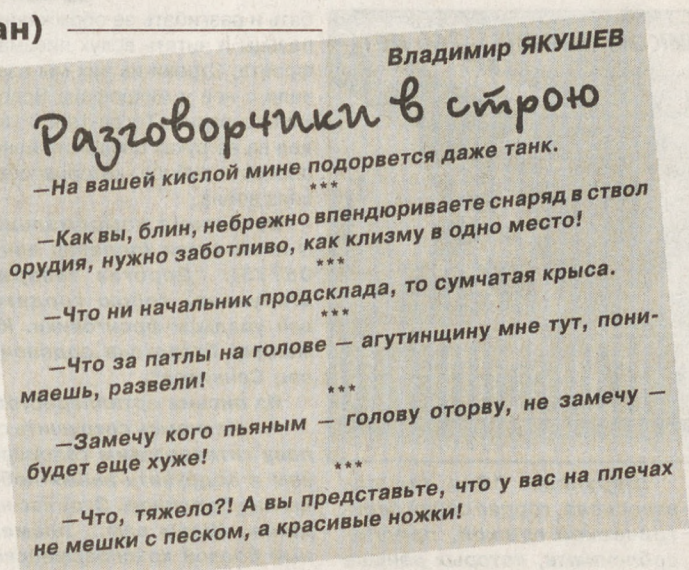 ан)
Владимир ЯКУШЕВ
Разговорчики в строю
—На вашей кислой мине подорвется даже танк.
***
—Как вы, блин, небрежно впендюриваете снаряд в ствол
орудия, нужно заботливо, как клизму в одно место!
***
—Что ни начальник продсклада, то сумчатая крыса.
***
—Что за патлы на голове — агутинщину мне тут, пони-
маешь, развели!
***
—Замечу кого пьяным — голову оторву, не замечу —
будет еще хуже!
***
—Что, тяжело?! А вы представьте, что у вас на плечах
не мешки с песком, а красивые ножки!